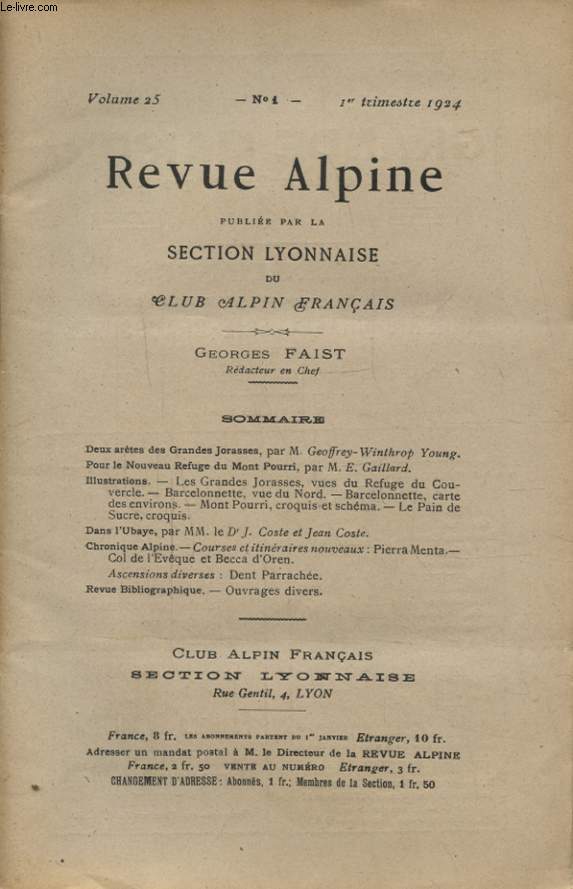 Le-livre.com
Volume 25 — No 1 — 1er trimestre 1924
Revue Alpine
PUBLIÉE PAR LA
SECTION LYONNAISE
DU
CLUB ALPIN FRANÇAIS
GEORGES FAIST
Rédacteur en Chef
SOMMAIRE
Deux arêtes des Grandes Jorasses, par M. Geoffrey-Winthrop Young.
Pour le Nouveau Refuge du Mont Pourri, par M. E. Gaillard.
Illustrations. — Les Grandes Jorasses, vues du Refuge du Cou-
vercle. — Barcelonnette, vue du Nord. — Barcelonnette, carte
des environs. — Mont Pourri, croquis et schéma. — Le Pain de
Sucre, croquis.
Dans l'Ubaye, par MM. le Dr J. Coste et Jean Coste.
Chronique Alpine. — Courses et itinéraires nouveaux : Pierra Menta. —
Col de l'Evêque et Becca d'Oren.
Ascensions diverses : Dent Parrachée.
Revue Bibliographique. — Ouvrages divers.
CLUB ALPIN FRANÇAIS
SECTION LYONNAISE
Rue Gentil, 4, LYON
France, 8 fr. LES ABONNEMENTS PARTENT DU 1er JANVIER Etranger, 10 fr.
Adresser un mandat postal à M. le Directeur de la REVUE ALPINE
France, 2 fr. 50 VENTE AU NUMÉRO Etranger, 3 fr.
CHANGEMENT D'ADRESSE : Abonnés, 1 fr.; Membres de la Section, 1 fr. 50